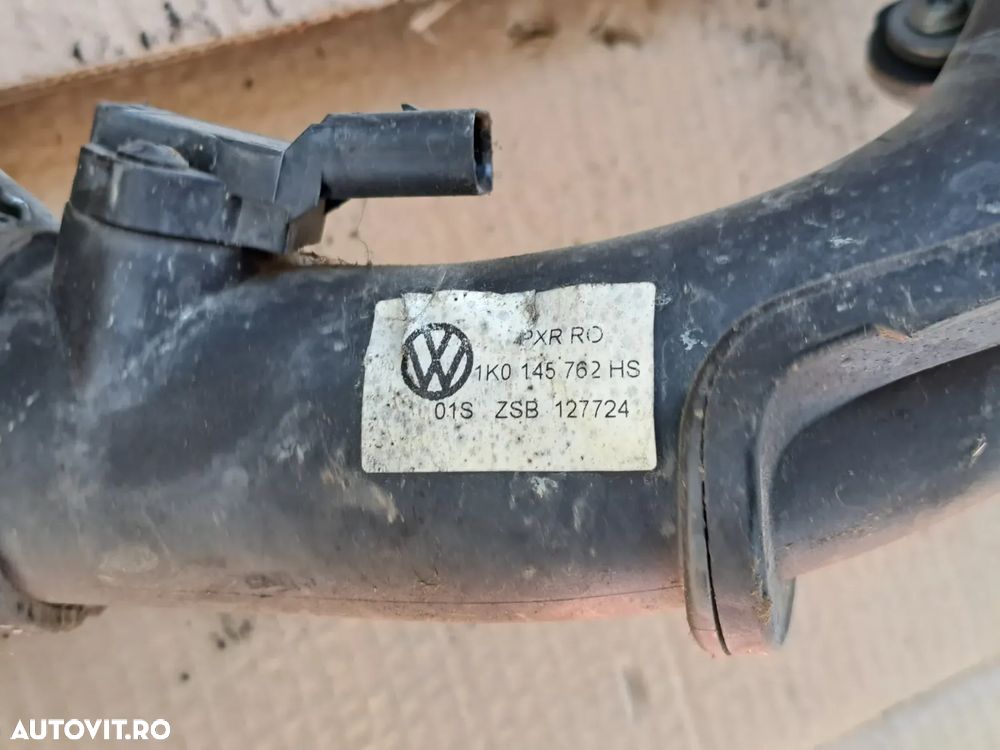 PXR RO
1K0 145 762 HS
01S ZSB 127724
AUTOVIT.RO